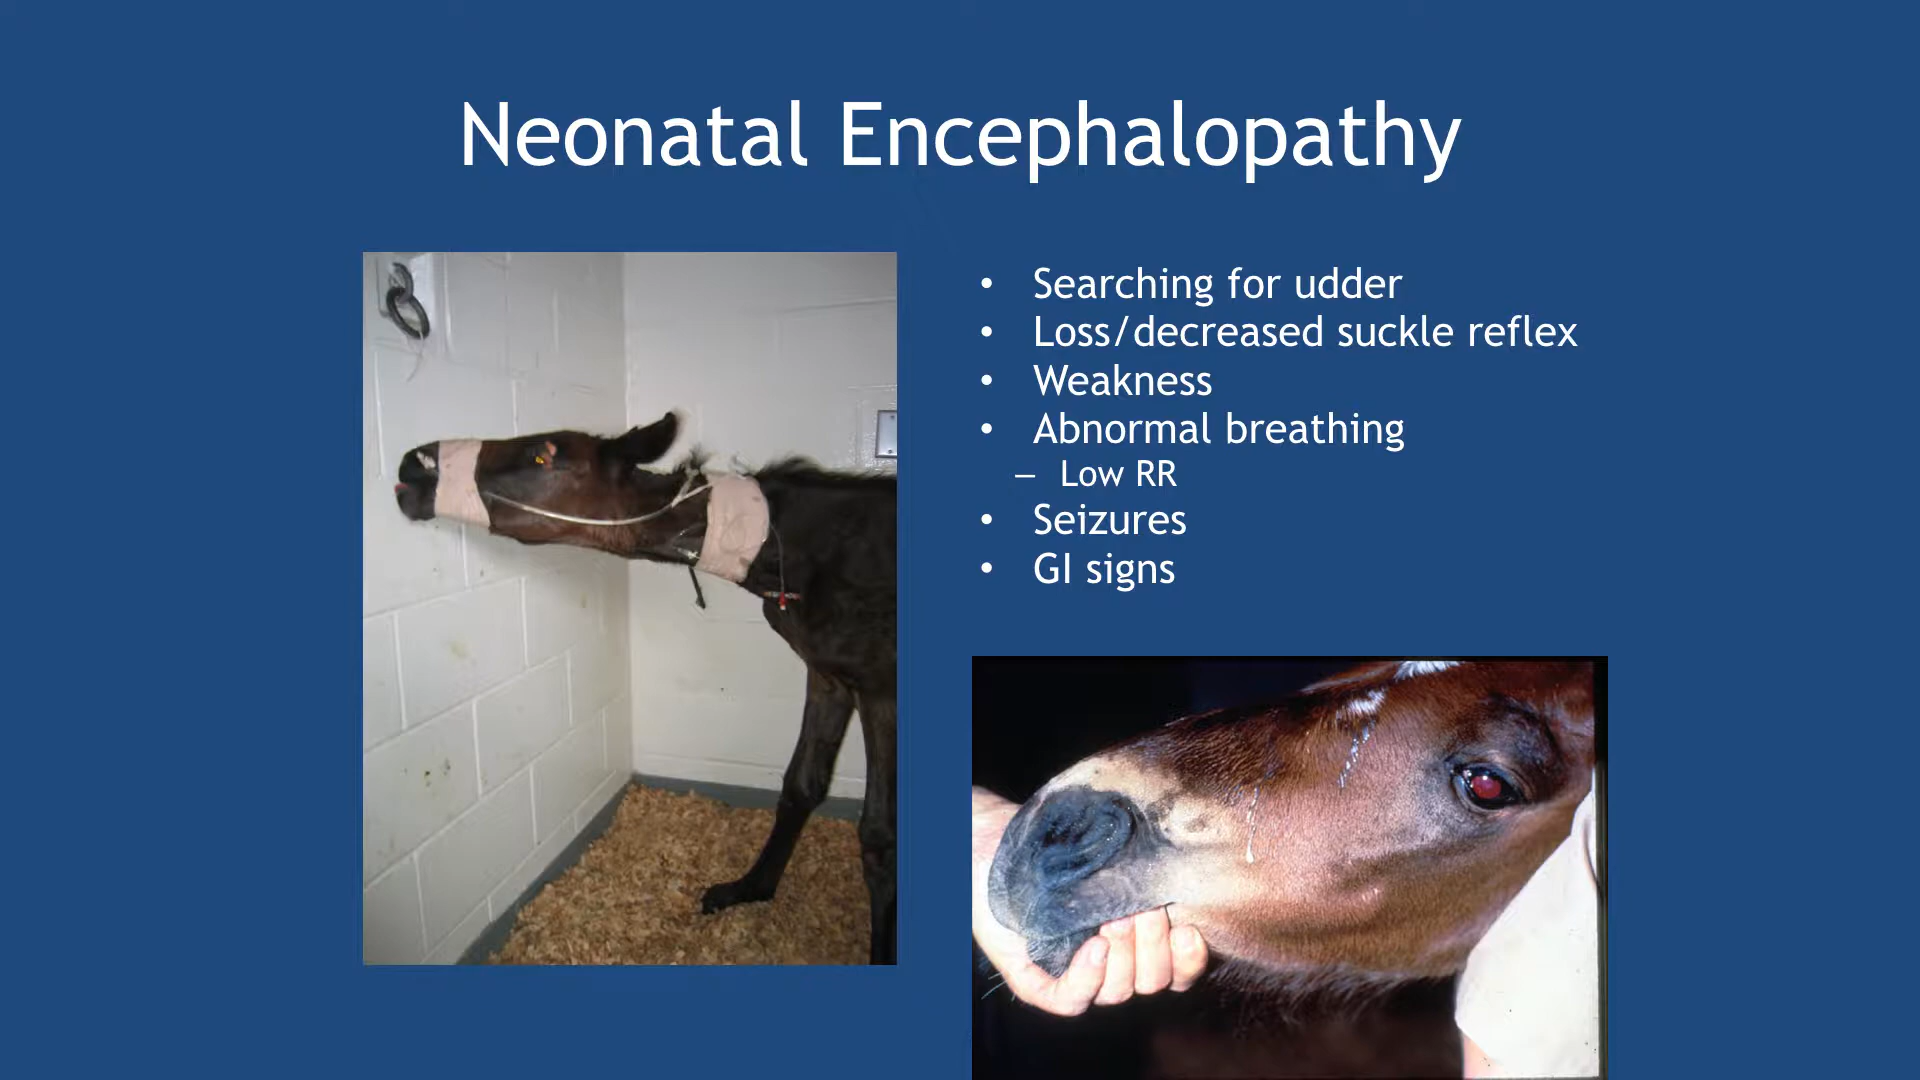 Neonatal Encephalopathy
• Searching for udder
• Loss/decreased suckle reflex
• Weakness
• Abnormal breathing
– Low RR
• Seizures
• GI signs